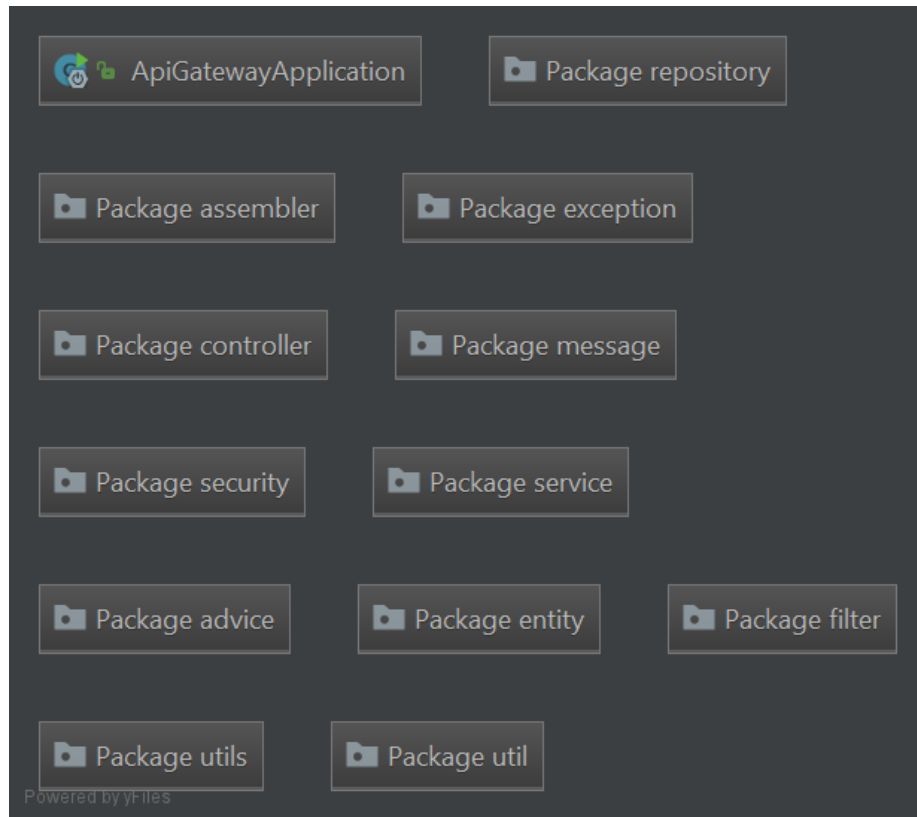 ApiGatewayApplication Package repository
Package assembler Package exception
Package controller Package message
Package security Package service
Package advice Package entity Package filter
Package utils Package util
Powered by yFiles